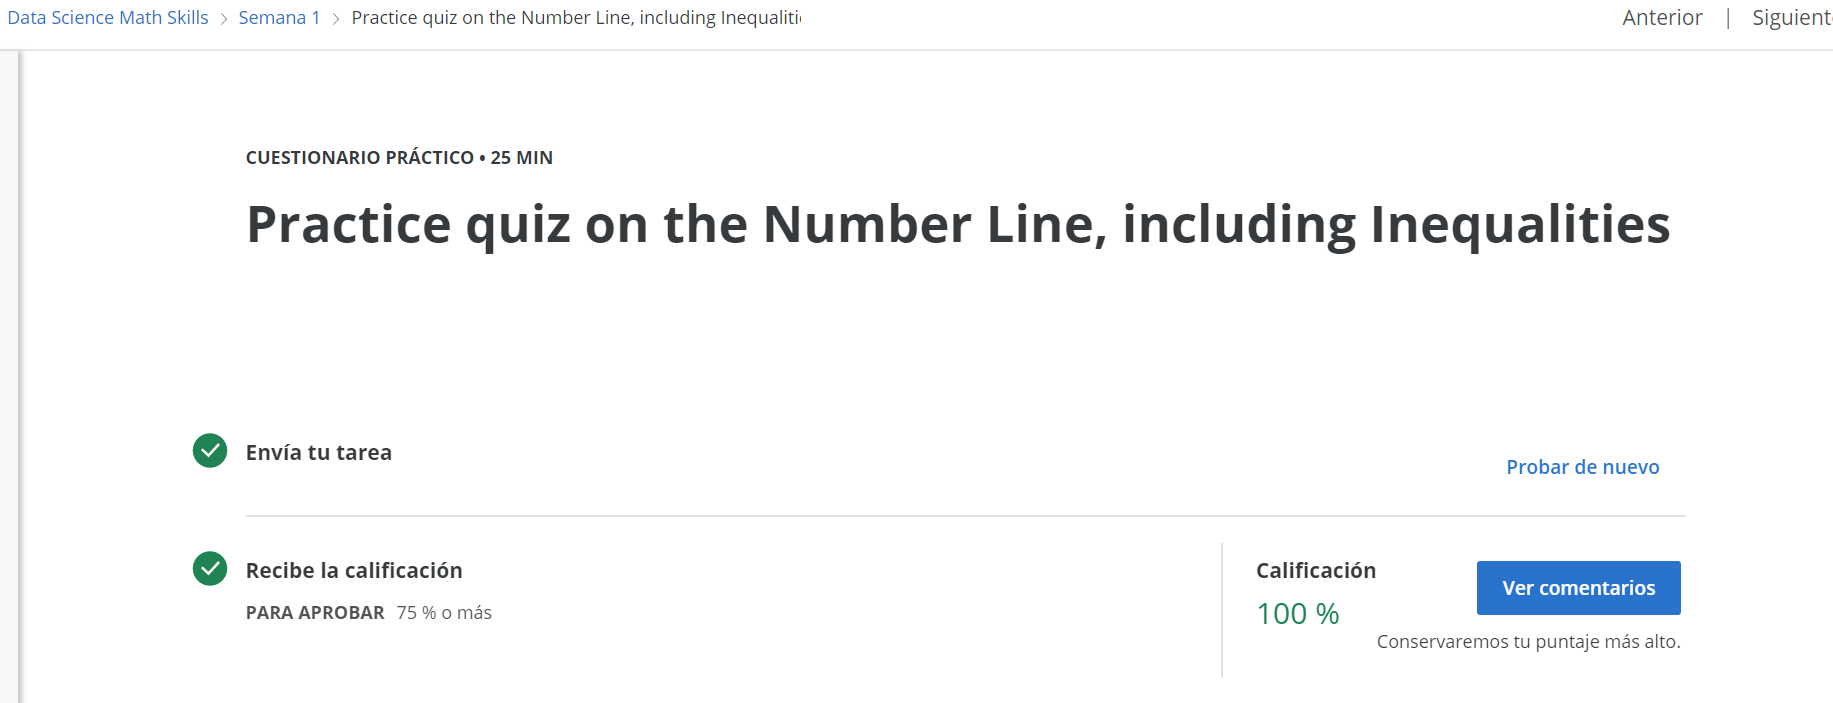 Data Science Math Skills > Semana 1 > Practice quiz on the Number Line, including Inequaliti
Anterior | Siguient
CUESTIONARIO PRÁCTICO • 25 MIN
Practice quiz on the Number Line, including Inequalities
Envía tu tarea
Probar de nuevo
Recibe la calificación
PARA APROBAR 75 % o más
Calificación
100 %
Ver comentarios
Conservaremos tu puntaje más alto.